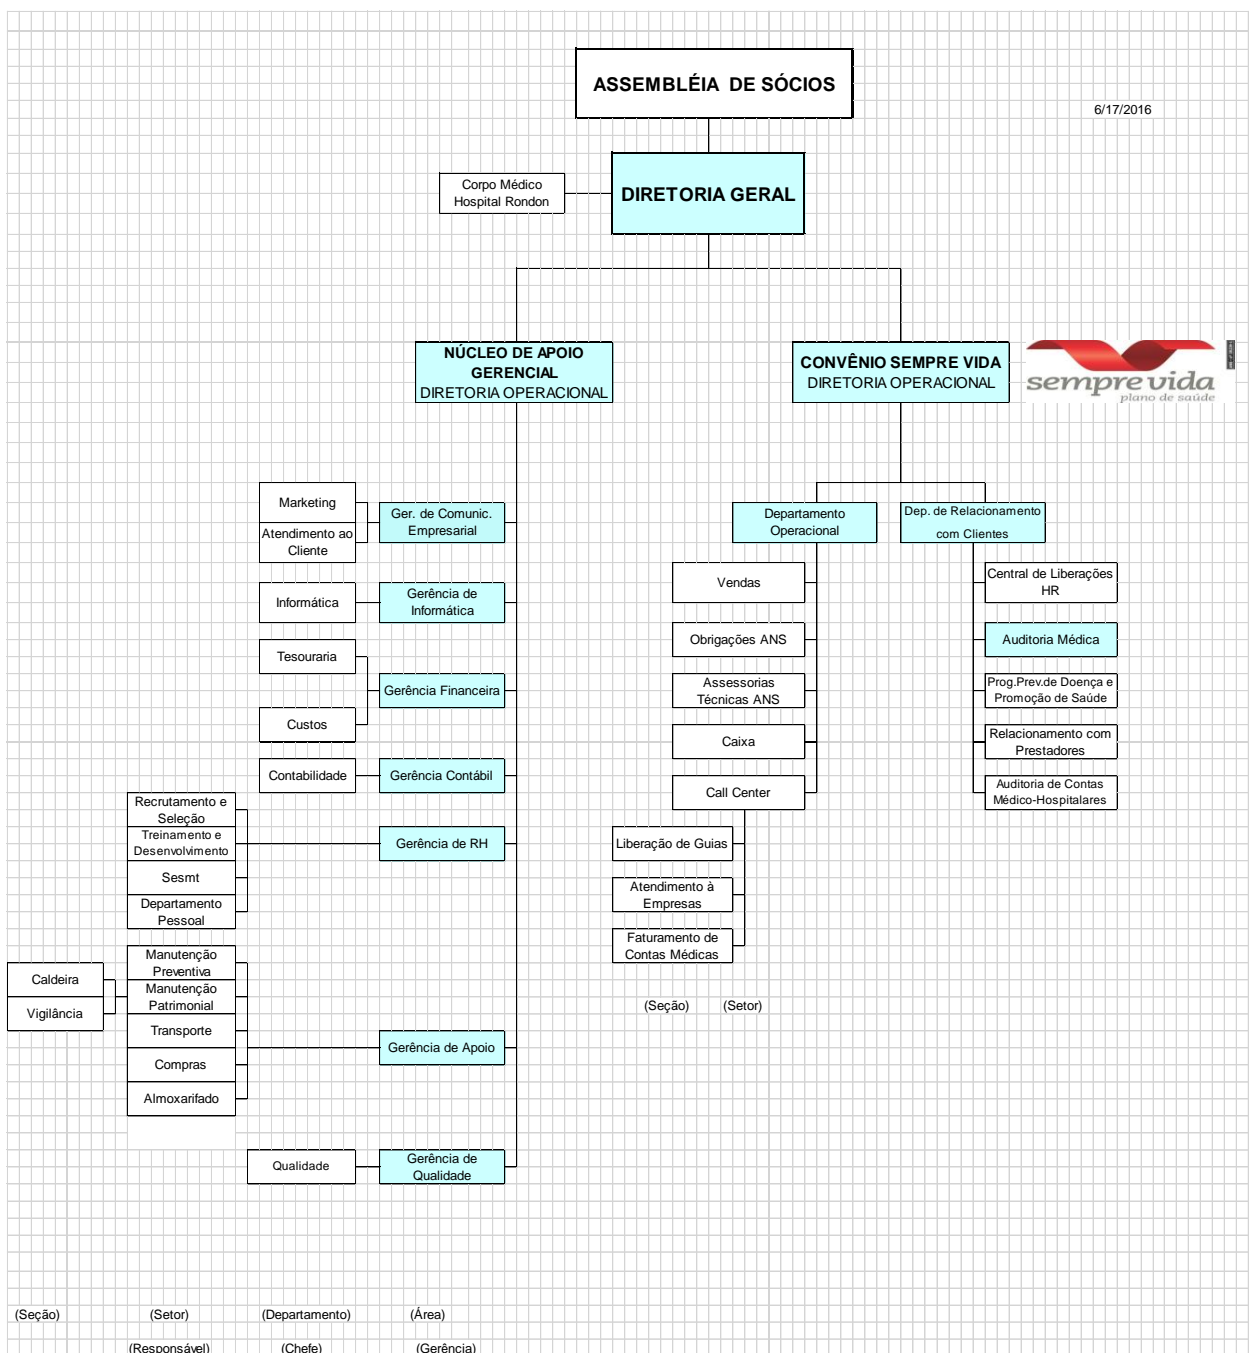 ASSEMBLÉIA DE SÓCIOS
6/17/2016
Corpo Médico
Hospital Rondon
DIRETORIA GERAL
NÚCLEO DE APOIO
GERENCIAL
DIRETORIA OPERACIONAL
CONVÊNIO SEMPRE VIDA
DIRETORIA OPERACIONAL
sempre vida
plano de saúde
Marketing
Atendimento ao
Cliente
Ger. de Comunic.
Empresarial
Informática
Gerência de
Informática
Tesouraria
Custos
Gerência Financeira
Contabilidade
Gerência Contábil
Recrutamento e
Seleção
Treinamento e
Desenvolvimento
Sesmt
Departamento
Pessoal
Gerência de RH
Caldeira
Vigilância
Manutenção
Preventiva
Manutenção
Patrimonial
Transporte
Compras
Almoxarifado
Gerência de Apoio
Qualidade
Gerência de
Qualidade
Departamento
Operacional
Vendas
Obrigações ANS
Assessorias
Técnicas ANS
Caixa
Call Center
Liberação de Guias
Atendimento à
Empresas
Faturamento de
Contas Médicas
(Seção) (Setor)
Dep. de Relacionamento
com Clientes
Central de Liberações
HR
Auditoria Médica
Prog.Prev.de Doença e
Promoção de Saúde
Relacionamento com
Prestadores
Auditoria de Contas
Médico-Hospitalares
(Seção) (Setor) (Departamento) (Área)
(Responsável) (Chefe) (Gerência)